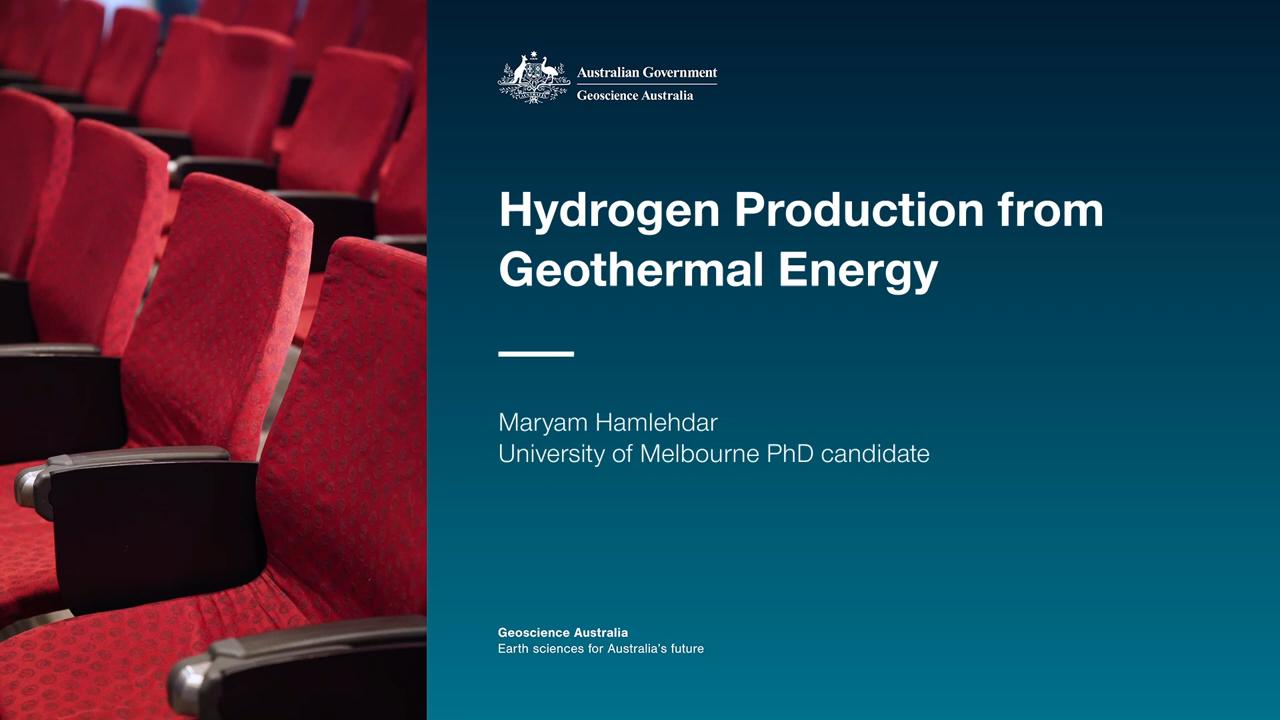 Australian Government
Geoscience Australia
Hydrogen Production from
Geothermal Energy
Maryam Hamlehdar
University of Melbourne PhD candidate
Geoscience Australia
Earth sciences for Australia's future